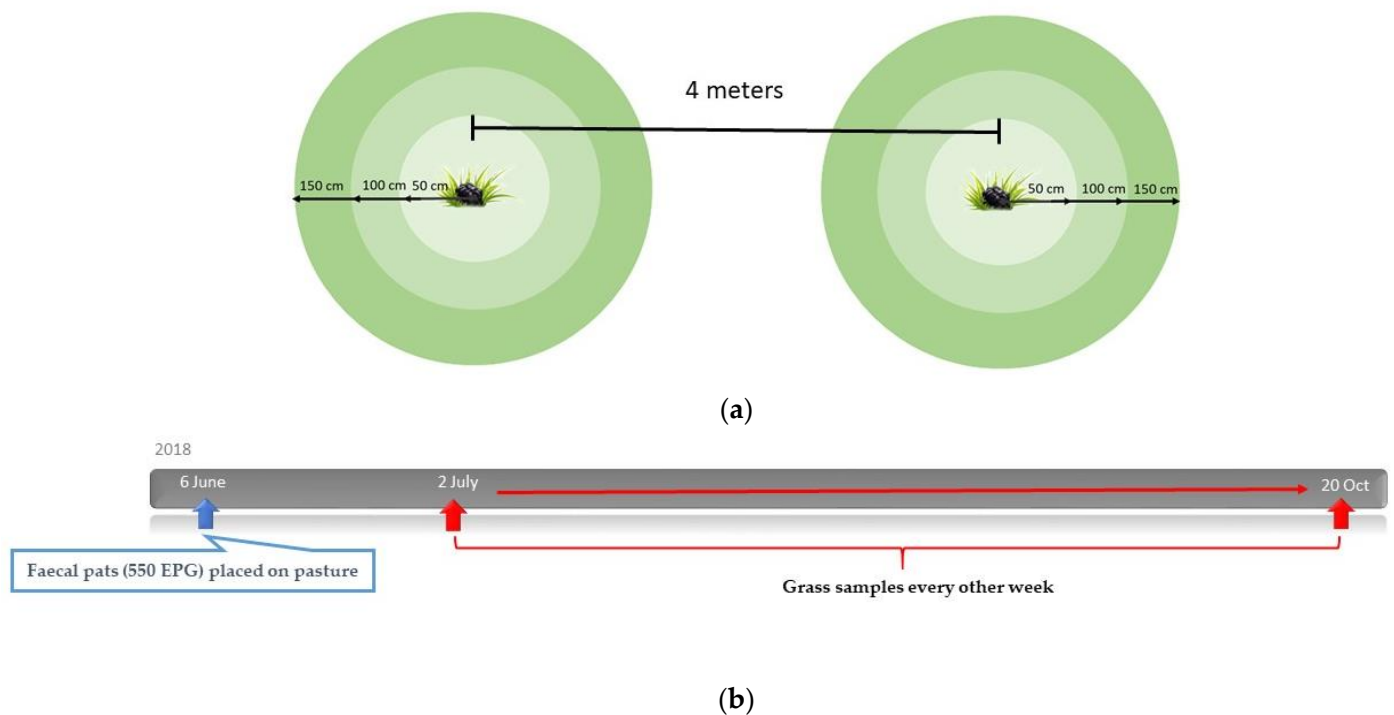 4 meters
150 cm 100 cm 50 cm
50 cm 100 cm 150 cm
(a)
2018
6 June 2 July 20 Oct
Faecal pats (550 EPG) placed on pasture
Grass samples every other week
(b)